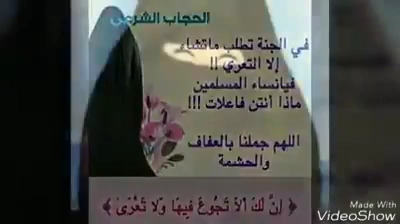 الحجاب الشرعي
في الجنة تطلب ماتشاء
إلا التعري !!
فيانساء المسلمين
ماذا أنتن فاعلات !!!
اللهم جملنا بالعفاف
والحشمة
﴿ إِنَّ لَكَ أَلَّا تَجُوعَ فِيهَا وَلَا تَعْرَىٰ ﴾
Made With
VideoShow